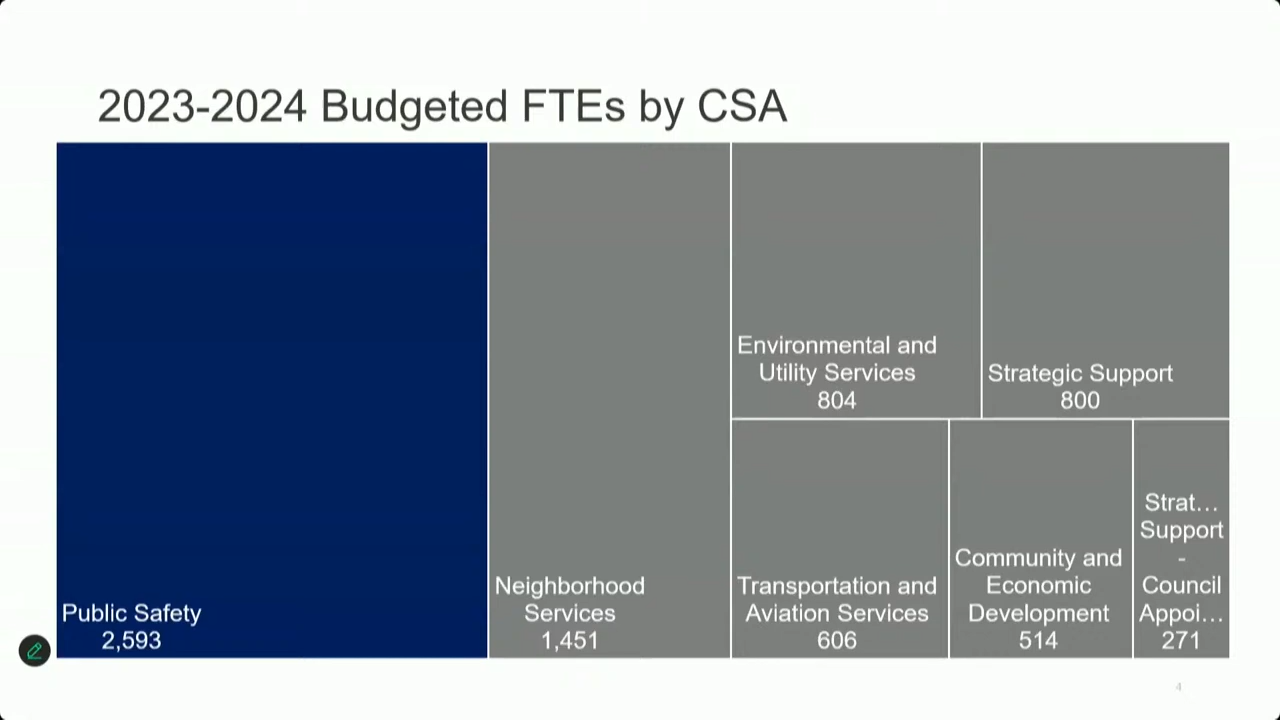 2023-2024 Budgeted FTEs by CSA
Public Safety
2,593
Neighborhood
Services
1,451
Environmental and
Utility Services
804
Strategic Support
800
Transportation and
Aviation Services
606
Community and
Economic
Development
514
Strat…
Support
-
Council
Appoi…
271
4